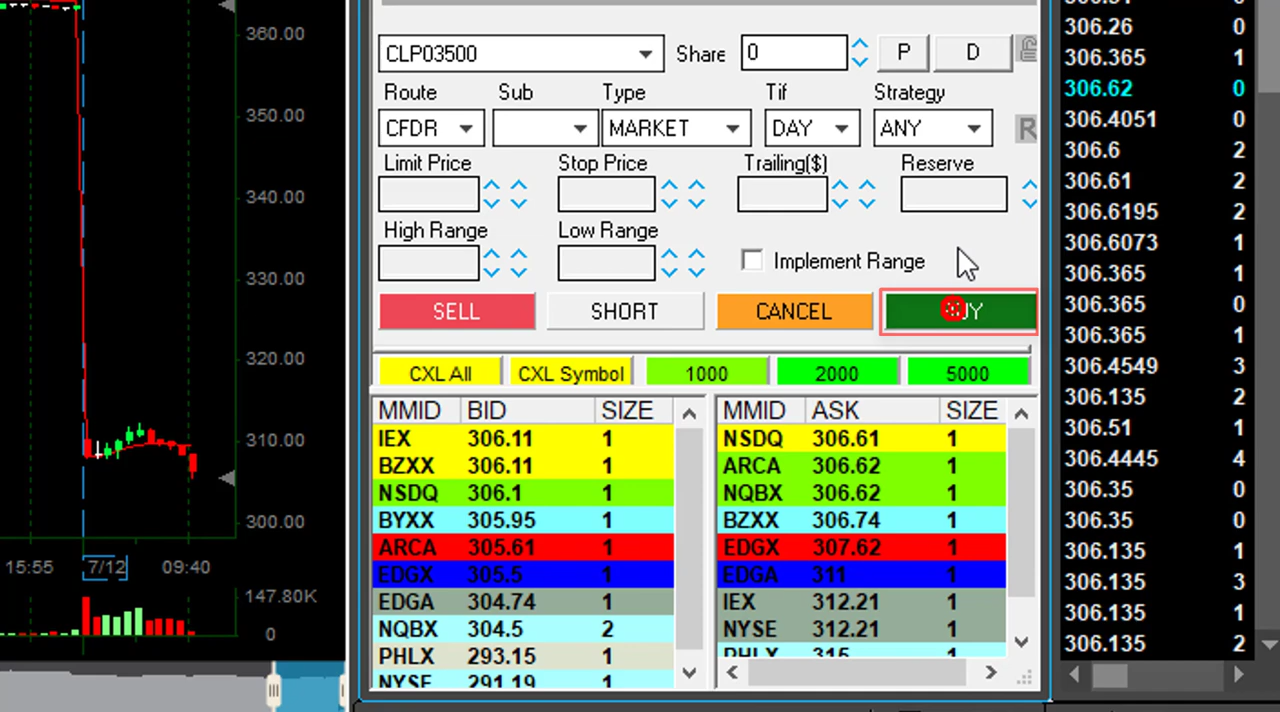 360.00
350.00
340.00
330.00
320.00
310.00
300.00
15:55 7/12 09:40
147.80K
0
CLP03500 Share 0 P D
Route Sub Type Tif Strategy
CFDR MARKET DAY ANY R
Limit Price Stop Price Trailing($) Reserve
High Range Low Range
Implement Range
SELL SHORT CANCEL
CXL All CXL Symbol 1000 2000 5000
MMID BID SIZE
IEX 306.11 1
BZXX 306.11 1
NSDQ 306.1 1
BYXX 305.95 1
ARCA 305.61 1
EDGX 305.5 1
EDGA 304.74 1
NQBX 304.5 2
PHLX 293.15 1
NYSE 291.19 1
MMID ASK SIZE
NSDQ 306.61 1
ARCA 306.62 1
NQBX 306.62 1
BZXX 306.74 1
EDGX 307.62 1
EDGA 311 1
IEX 312.21 1
NYSE 312.21 1
PHLX 315 1
306.26 0
306.365 1
306.62 0
306.4051 0
306.6 2
306.61 2
306.6195 2
306.6073 1
306.365 1
306.365 0
306.365 1
306.4549 3
306.135 2
306.51 1
306.4445 4
306.35 0
306.35 0
306.135 1
306.135 3
306.135 1
306.135 2